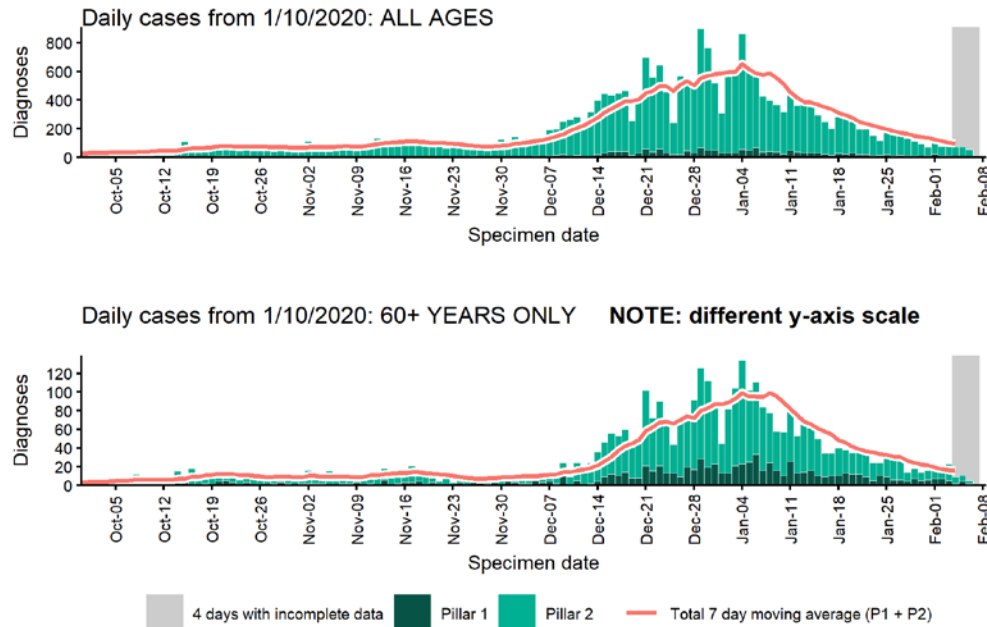 Daily cases from 1/10/2020: ALL AGES
Diagnoses
800
600
400
200
0
Oct-05
Oct-12
Oct-19
Oct-26
Nov-02
Nov-09
Nov-16
Nov-23
Nov-30
Dec-07
Dec-14
Dec-21
Dec-28
Jan-04
Jan-11
Jan-18
Jan-25
Feb-01
Feb-08
Specimen date
Daily cases from 1/10/2020: 60+ YEARS ONLY NOTE: different y-axis scale
Diagnoses
120
100
80
60
40
20
0
Oct-05
Oct-12
Oct-19
Oct-26
Nov-02
Nov-09
Nov-16
Nov-23
Nov-30
Dec-07
Dec-14
Dec-21
Dec-28
Jan-04
Jan-11
Jan-18
Jan-25
Feb-01
Feb-08
Specimen date
4 days with incomplete data Pillar 1 Pillar 2 Total 7 day moving average (P1 + P2)